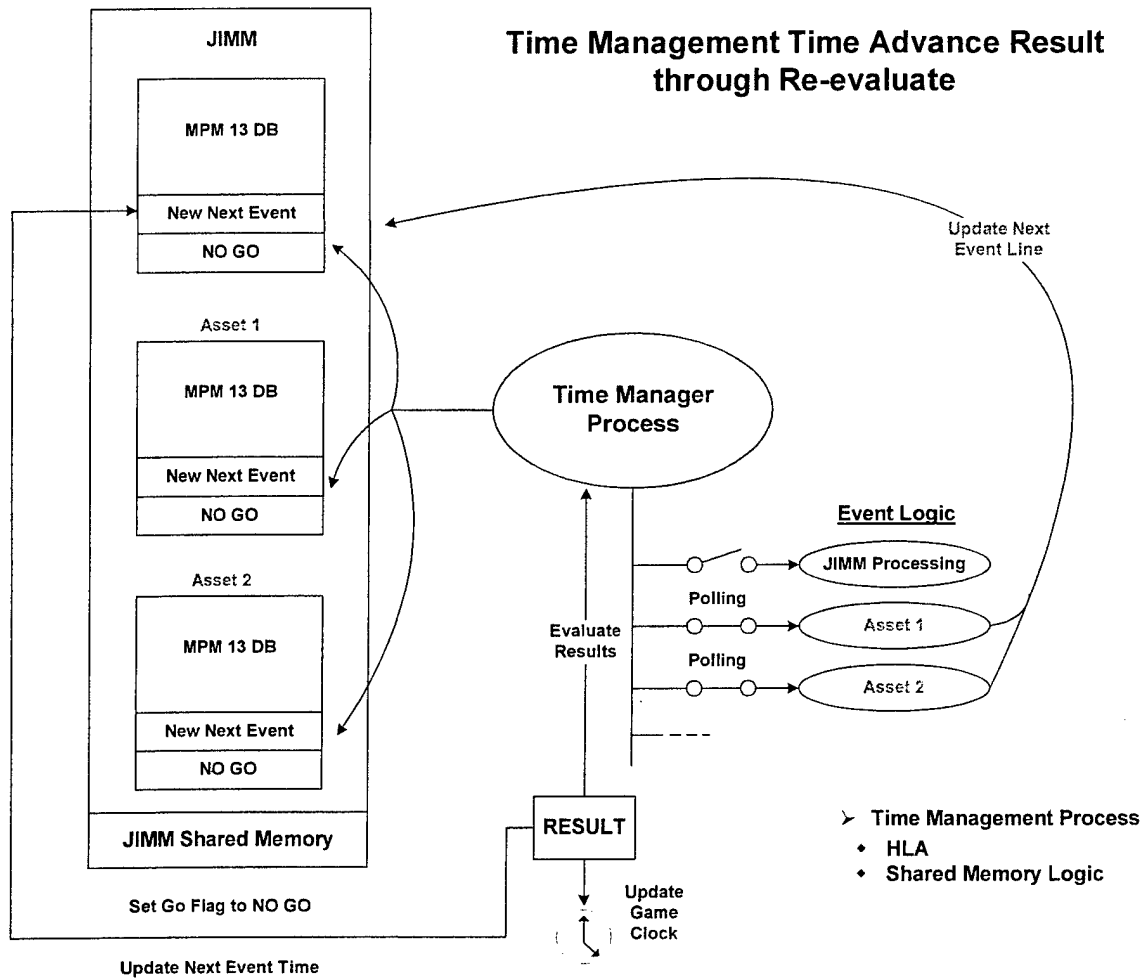 Time Management Time Advance Result
through Re-evaluate
JIMM
MPM 13 DB
New Next Event
NO GO
Asset 1
MPM 13 DB
New Next Event
NO GO
Asset 2
MPM 13 DB
New Next Event
NO GO
JIMM Shared Memory
Set Go Flag to NO GO
Update Next Event Time
Time Manager
Process
Update Next
Event Line
Event Logic
JIMM Processing
Polling
Asset 1
Polling
Asset 2
Evaluate
Results
RESULT
Update
Game
Clock
Time Management Process
HLA
Shared Memory Logic